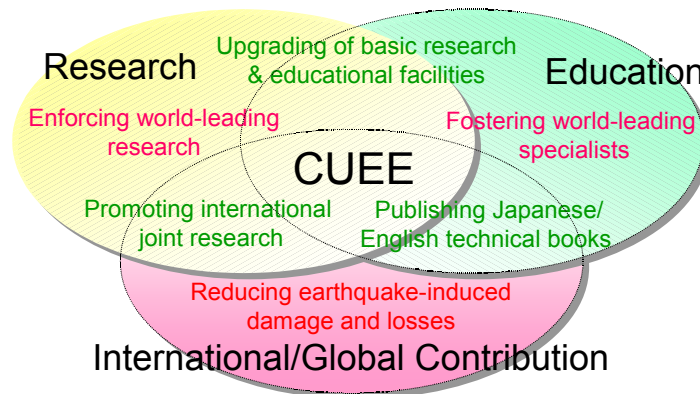 Upgrading of basic research
& educational facilities
Research
Education
Enforcing world-leading
research
Fostering world-leading
specialists
CUEE
Promoting international
joint research
Publishing Japanese/
English technical books
Reducing earthquake-induced
damage and losses
International/Global Contribution